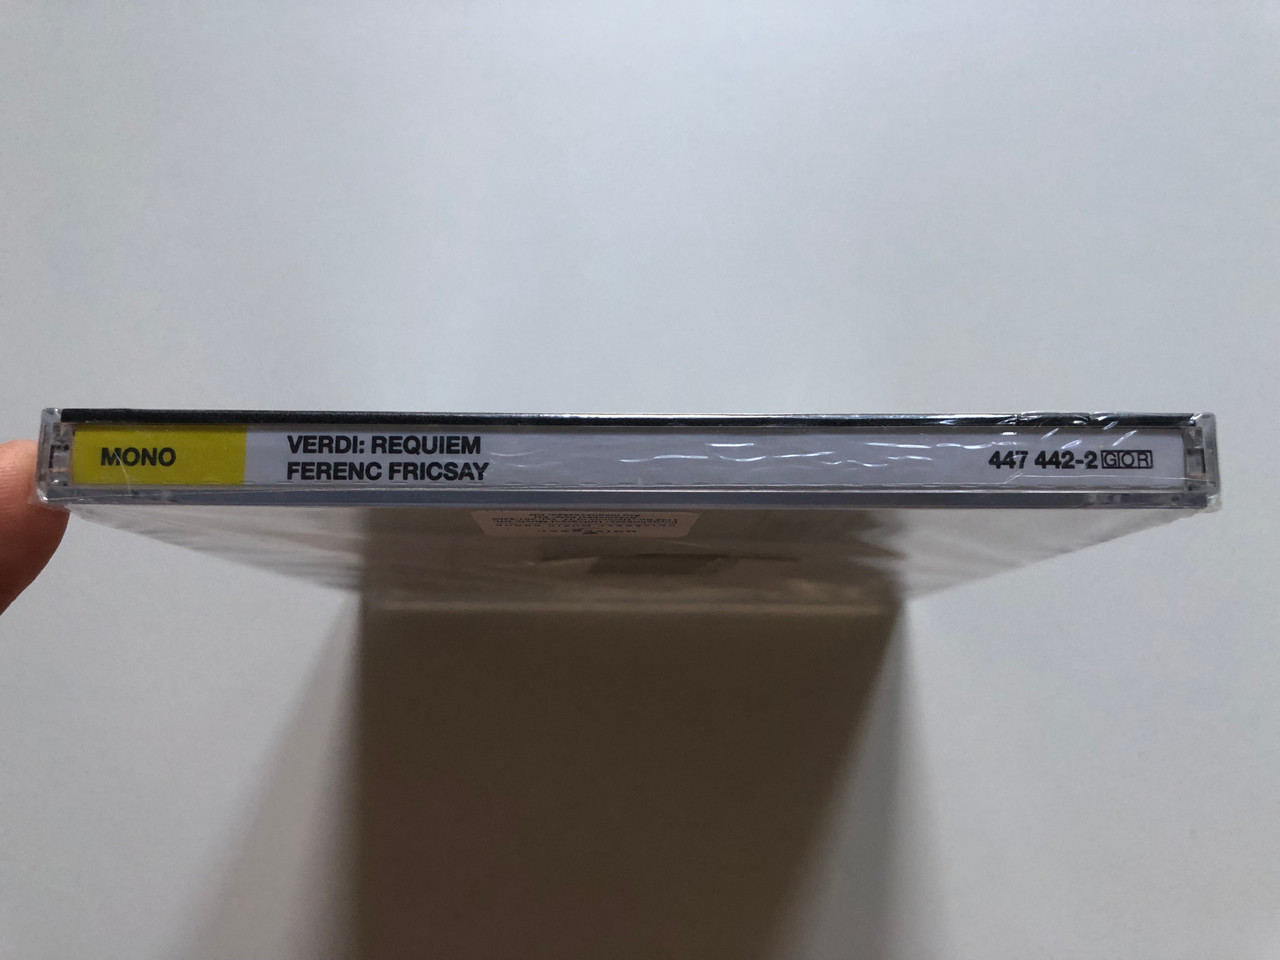 MONO
VERDI: REQUIEM
FERENC FRICSAY
447 442-2 GOR